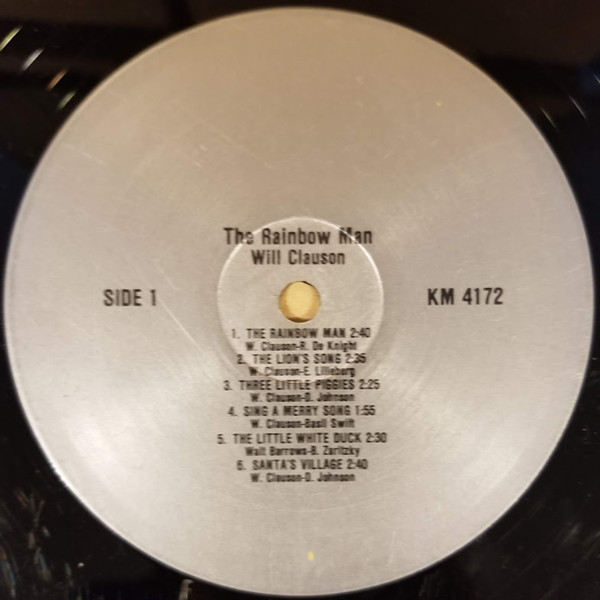 The Rainbow Man
Will Clauson
SIDE 1
KM 4172
1. THE RAINBOW MAN 2:40
W. Clauson-R. De Knight
2. THE LION'S SONG 2:35
W. Clauson-E. Lilleberg
3. THREE LITTLE PIGGIES 2:25
W. Clauson-D. Johnson
4. SING A MERRY SONG 1:55
W. Clauson-Basil Swift
5. THE LITTLE WHITE DUCK 2:30
Walt Barrows-B. Zaritzky
6. SANTA'S VILLAGE 2:40
W. Clauson-D. Johnson